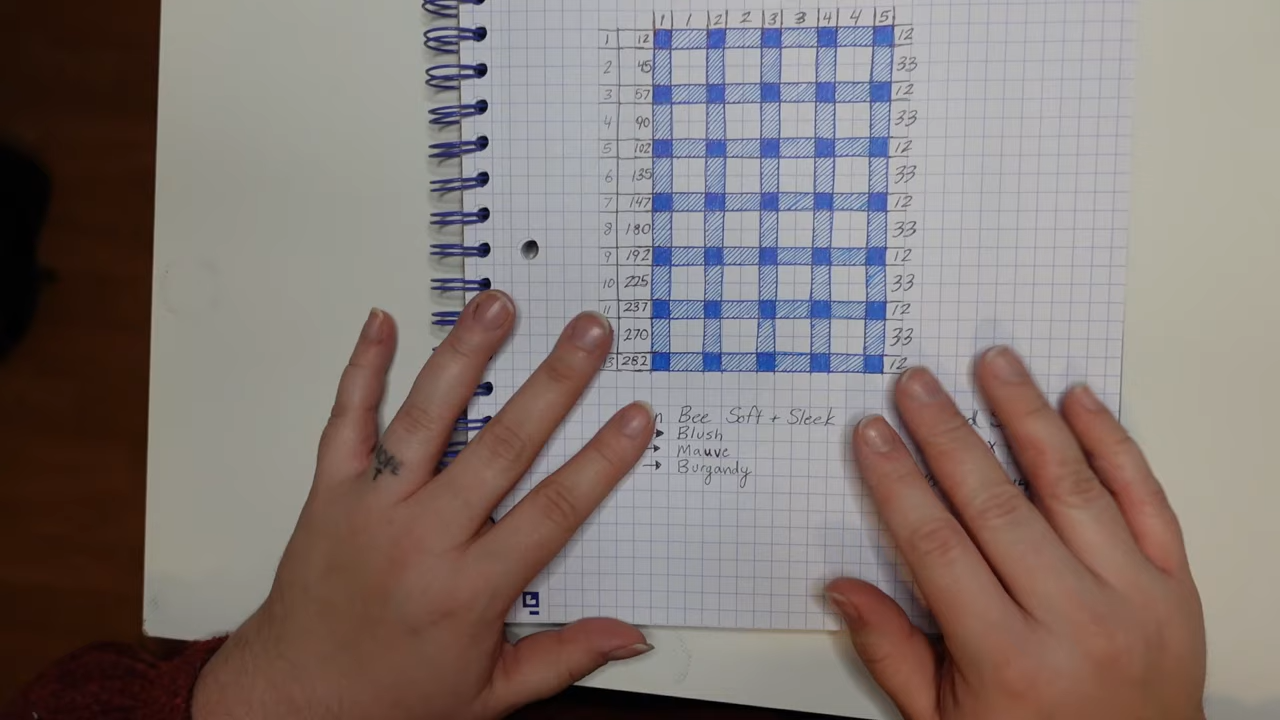 1 1 2 2 3 3 4 4 5
1 12 12
2 45 33
3 57 12
4 90 33
5 102 12
6 135 33
7 147 12
8 180 33
9 192 12
10 225 33
11 237 12
270 33
3 282 12
n Bee Soft + Sleek d S
→ Blush x
→ Mauve
→ Burgandy
HOPE